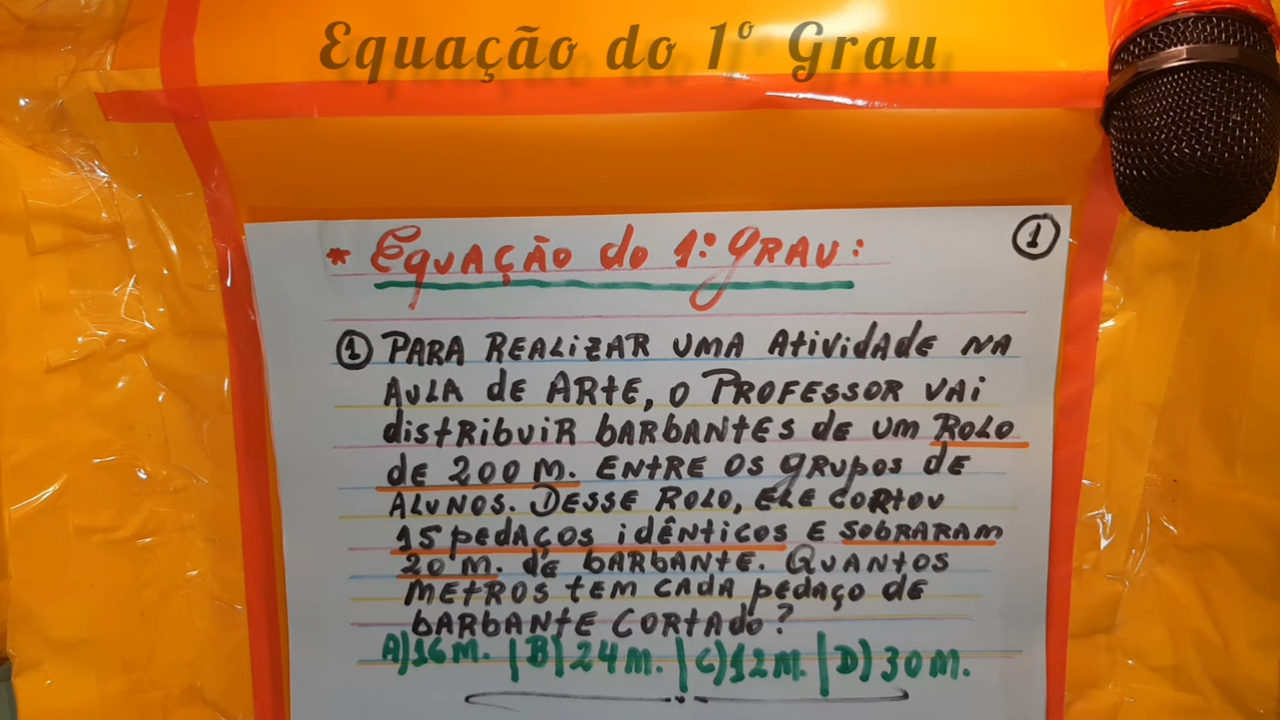 Equação do 1º Grau
* Equação do 1º Grau:
1
① Para realizar uma atividade na
aula de arte, o professor vai
distribuir barbantes de um rolo
de 200 m. entre os grupos de
alunos. Desse rolo, ele cortou
15 pedaços idênticos e sobraram
20 m. de barbante. Quantos
metros tem cada pedaço de
barbante cortado?
A) 16 m. | B) 24 m. | C) 12 m. | D) 30 m.